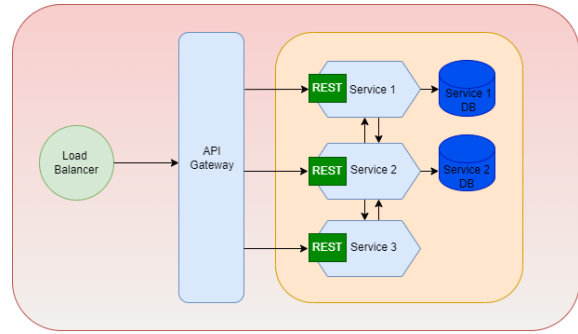 Load
Balancer
API
Gateway
REST
Service 1
Service 1
DB
REST
Service 2
Service 2
DB
REST
Service 3